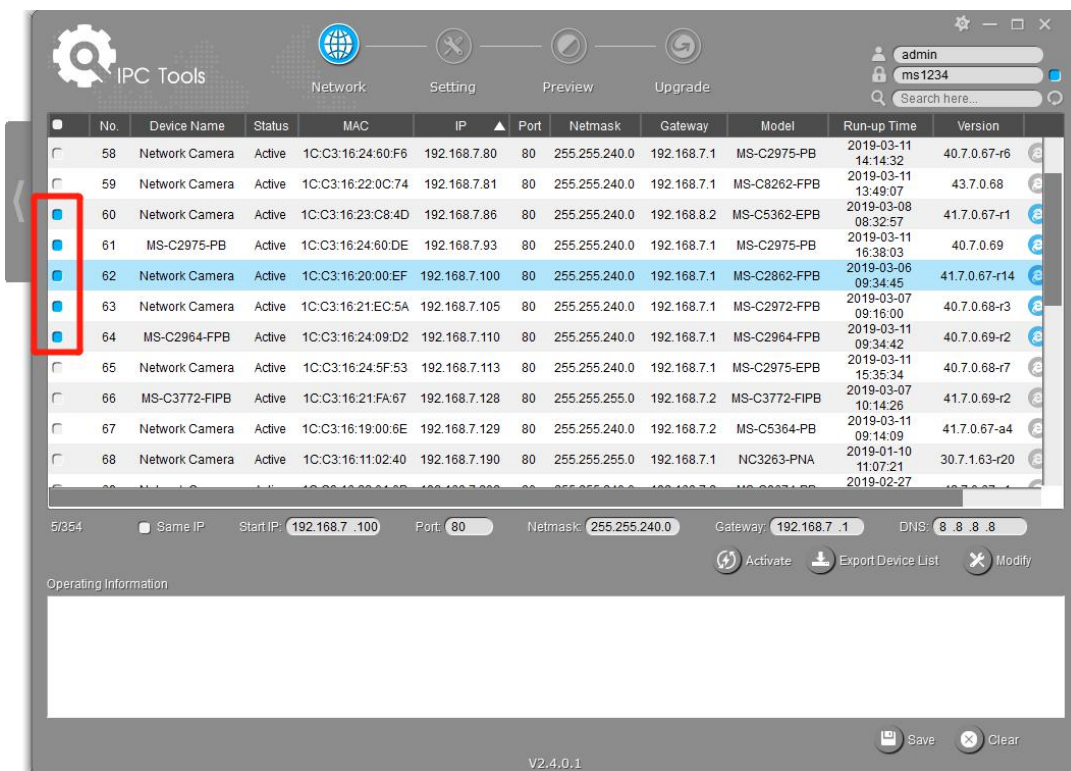 admin
IPC Tools
ms1234
Network Setting Preview Upgrade
Search here...
No. Device Name Status MAC IP Port Netmask Gateway Model Run-up Time Version
58 Network Camera Active 1C:C3:16:24:60:F6 192.168.7.80 80 255.255.240.0 192.168.7.1 MS-C2975-PB 2019-03-11 14:14:32 40.7.0.67-r6
59 Network Camera Active 1C:C3:16:22:0C:74 192.168.7.81 80 255.255.240.0 192.168.7.1 MS-C8262-FPB 2019-03-11 13:49:07 43.7.0.68
60 Network Camera Active 1C:C3:16:23:C8:4D 192.168.7.86 80 255.255.240.0 192.168.8.2 MS-C5362-EPB 2019-03-08 08:32:57 41.7.0.67-r1
61 MS-C2975-PB Active 1C:C3:16:24:60:DE 192.168.7.93 80 255.255.240.0 192.168.7.1 MS-C2975-PB 2019-03-11 16:38:03 40.7.0.69
62 Network Camera Active 1C:C3:16:20:00:EF 192.168.7.100 80 255.255.240.0 192.168.7.1 MS-C2862-FPB 2019-03-06 09:34:45 41.7.0.67-r14
63 Network Camera Active 1C:C3:16:21:EC:5A 192.168.7.105 80 255.255.240.0 192.168.7.1 MS-C2972-FPB 2019-03-07 09:16:00 40.7.0.68-r3
64 MS-C2964-FPB Active 1C:C3:16:24:09:D2 192.168.7.110 80 255.255.240.0 192.168.7.1 MS-C2964-FPB 2019-03-11 09:34:42 40.7.0.69-r2
65 Network Camera Active 1C:C3:16:24:5F:53 192.168.7.113 80 255.255.240.0 192.168.7.1 MS-C2975-EPB 2019-03-11 15:35:34 40.7.0.68-r7
66 MS-C3772-FIPB Active 1C:C3:16:21:FA:67 192.168.7.128 80 255.255.255.0 192.168.7.2 MS-C3772-FIPB 2019-03-07 10:14:26 41.7.0.69-r2
67 Network Camera Active 1C:C3:16:19:00:6E 192.168.7.129 80 255.255.240.0 192.168.7.2 MS-C5364-PB 2019-03-11 09:14:09 41.7.0.67-a4
68 Network Camera Active 1C:C3:16:11:02:40 192.168.7.190 80 255.255.255.0 192.168.7.1 NC3263-PNA 2019-01-10 11:07:21 30.7.1.63-r20
2019-02-27
5/354 Same IP Start IP: 192.168.7 .100 Port: 80 Netmask: 255.255.240.0 Gateway: 192.168.7 .1 DNS: 8 .8 .8 .8
Activate Export Device List Modify
Operating Information
Save Clear
V2.4.0.1